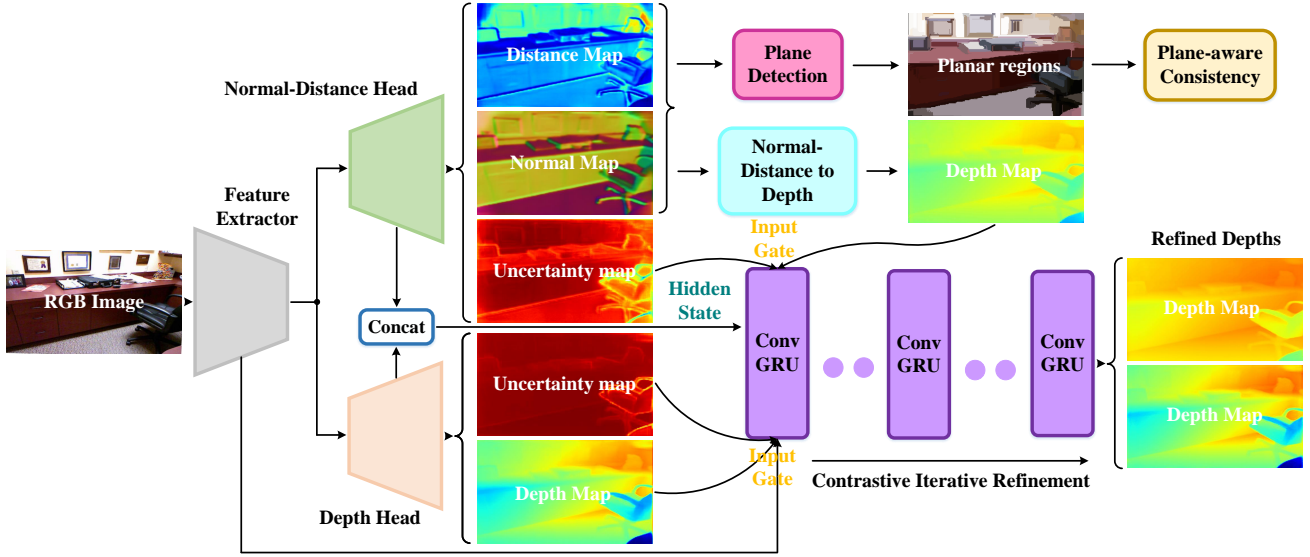 Distance Map
Plane
Detection
Planar regions
Plane-aware
Consistency
Normal-Distance Head
Normal Map
Normal-
Distance to
Depth
Depth Map
Feature
Extractor
Input
Gate
Refined Depths
RGB Image
Uncertainty map
Hidden
State
Concat
Conv
GRU
Conv
GRU
Conv
GRU
Depth Map
Uncertainty map
Depth Map
Depth Map
Input
Gate
Contrastive Iterative Refinement
Depth Head